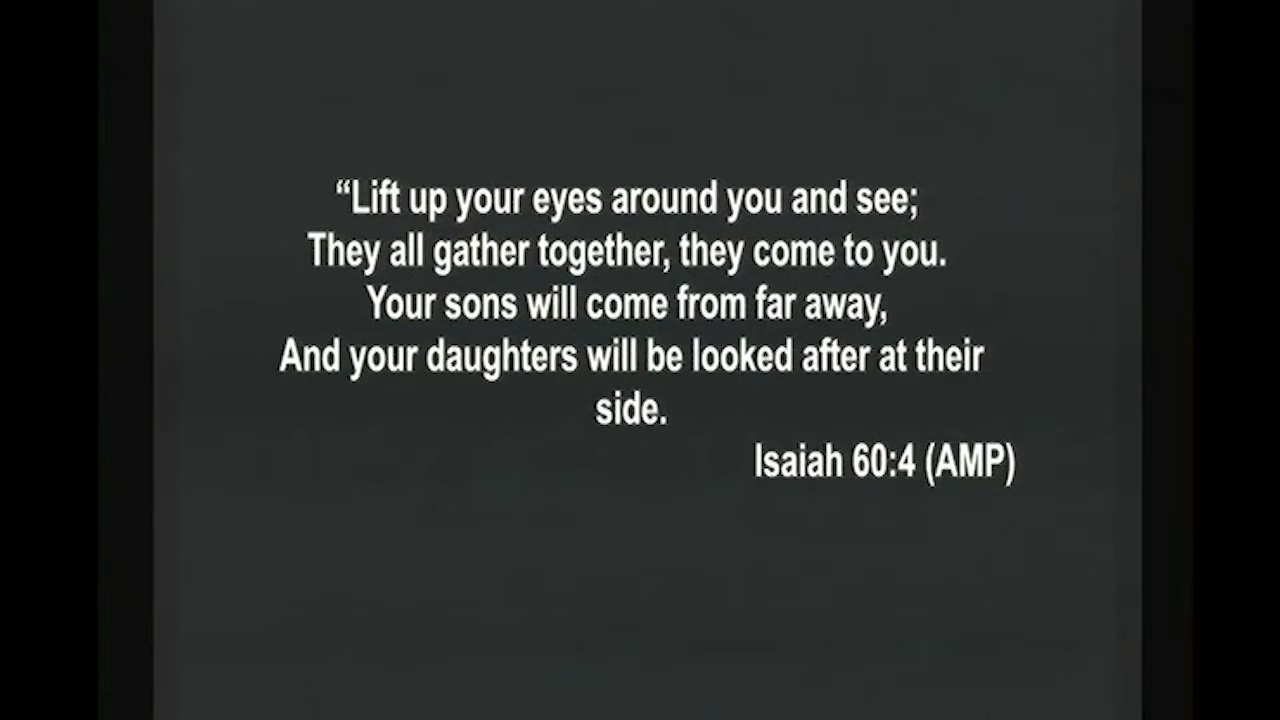 “Lift up your eyes around you and see;
They all gather together, they come to you.
Your sons will come from far away,
And your daughters will be looked after at their
side.
Isaiah 60:4 (AMP)